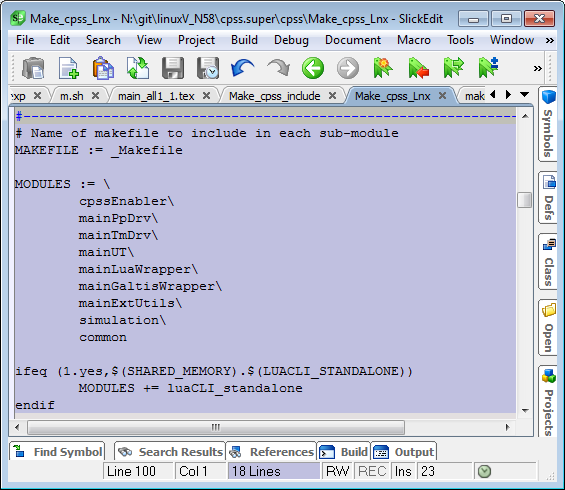 Make_cpss_Lnx - N:\git\linuxV_N58\cpss.super\cpss\Make_cpss_Lnx - SlickEdit
File Edit Search View Project Build Debug Document Macro Tools Window »
»
:xp m.sh main_all1_1.tex Make_cpss_include Make_cpss_Lnx mak
#------------------------------------------------------------
# Name of makefile to include in each sub-module
MAKEFILE := _Makefile
MODULES := \
cpssEnabler\
mainPpDrv\
mainTmDrv\
mainUT\
mainLuaWrapper\
mainGaltisWrapper\
mainExtUtils\
simulation\
common
ifeq (1.yes,$(SHARED_MEMORY).$(LUACLI_STANDALONE))
MODULES += luaCLI_standalone
endif
Symbols
Defs
Class
Open
Projects
Find Symbol Search Results References Build Output
Line 100 Col 1 18 Lines RW REC Ins 23